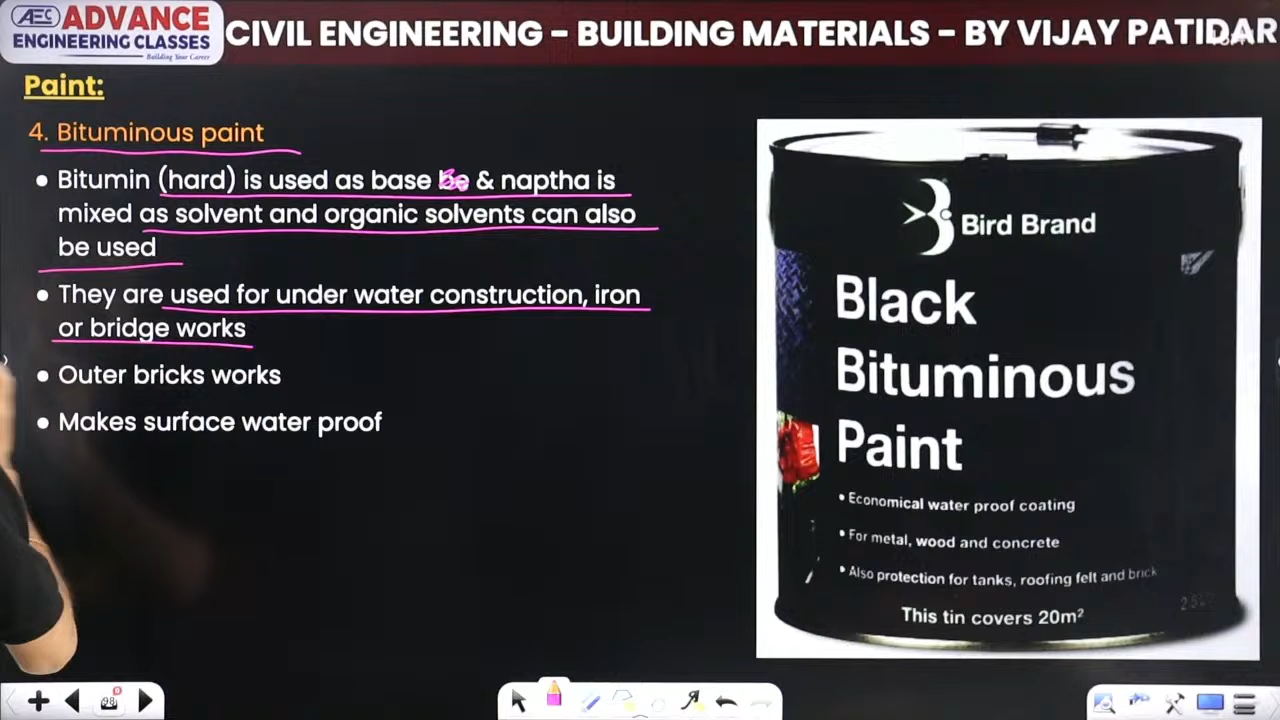 AEC ADVANCE
ENGINEERING CLASSES
Building Your Career
CIVIL ENGINEERING - BUILDING MATERIALS - BY VIJAY PATIDAR
Paint:
4. Bituminous paint
• Bitumin (hard) is used as base be & naptha is
mixed as solvent and organic solvents can also
be used
• They are used for under water construction, iron
or bridge works
• Outer bricks works
• Makes surface water proof
Bird Brand
Black
Bituminous
Paint
• Economical water proof coating
• For metal, wood and concrete
• Also protection for tanks, roofing felt and brick
This tin covers 20m²
98